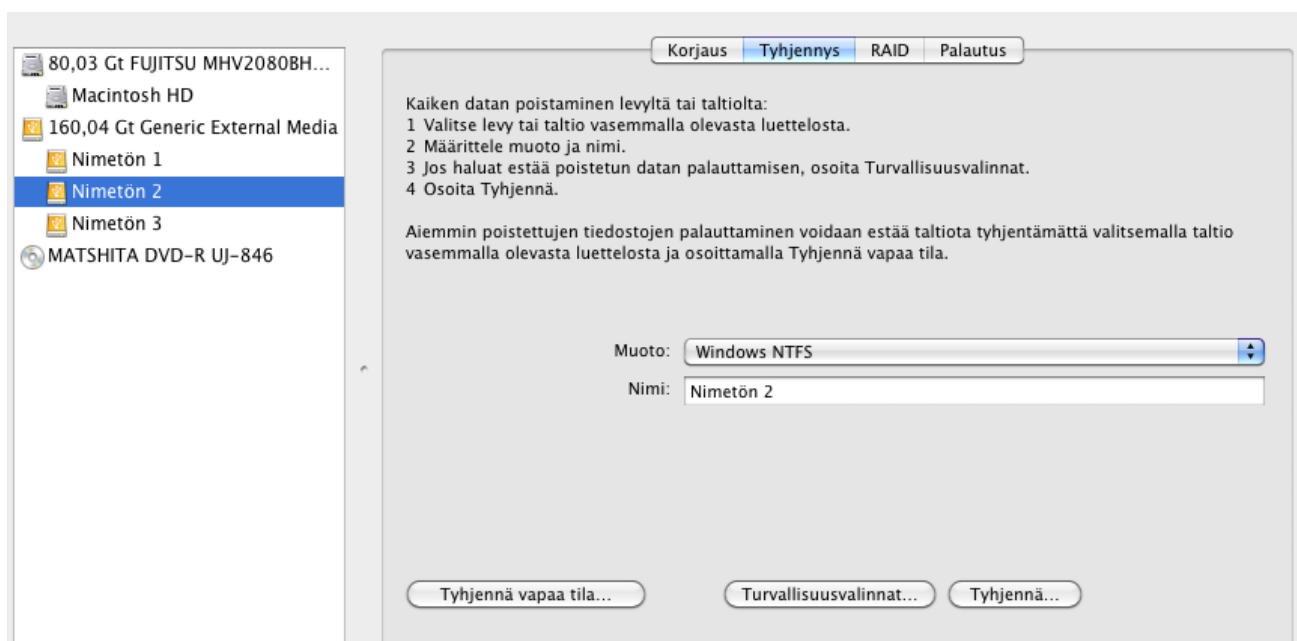 80,03 Gt FUJITSU MHV2080BH...
Macintosh HD
160,04 Gt Generic External Media
Nimetön 1
Nimetön 2
Nimetön 3
MATSHITA DVD-R UJ-846
Korjaus Tyhjennys RAID Palautus
Kaiken datan poistaminen levyltä tai taltiolta:
1 Valitse levy tai taltio vasemmalla olevasta luettelosta.
2 Määrittele muoto ja nimi.
3 Jos haluat estää poistetun datan palauttamisen, osoita Turvallisuusvalinnat.
4 Osoita Tyhjennä.
Aiemmin poistettujen tiedostojen palauttaminen voidaan estää taltiota tyhjentämättä valitsemalla taltio
vasemmalla olevasta luettelosta ja osoittamalla Tyhjennä vapaa tila.
Muoto: Windows NTFS
Nimi: Nimetön 2
Tyhjennä vapaa tila... Turvallisuusvalinnat... Tyhjennä...